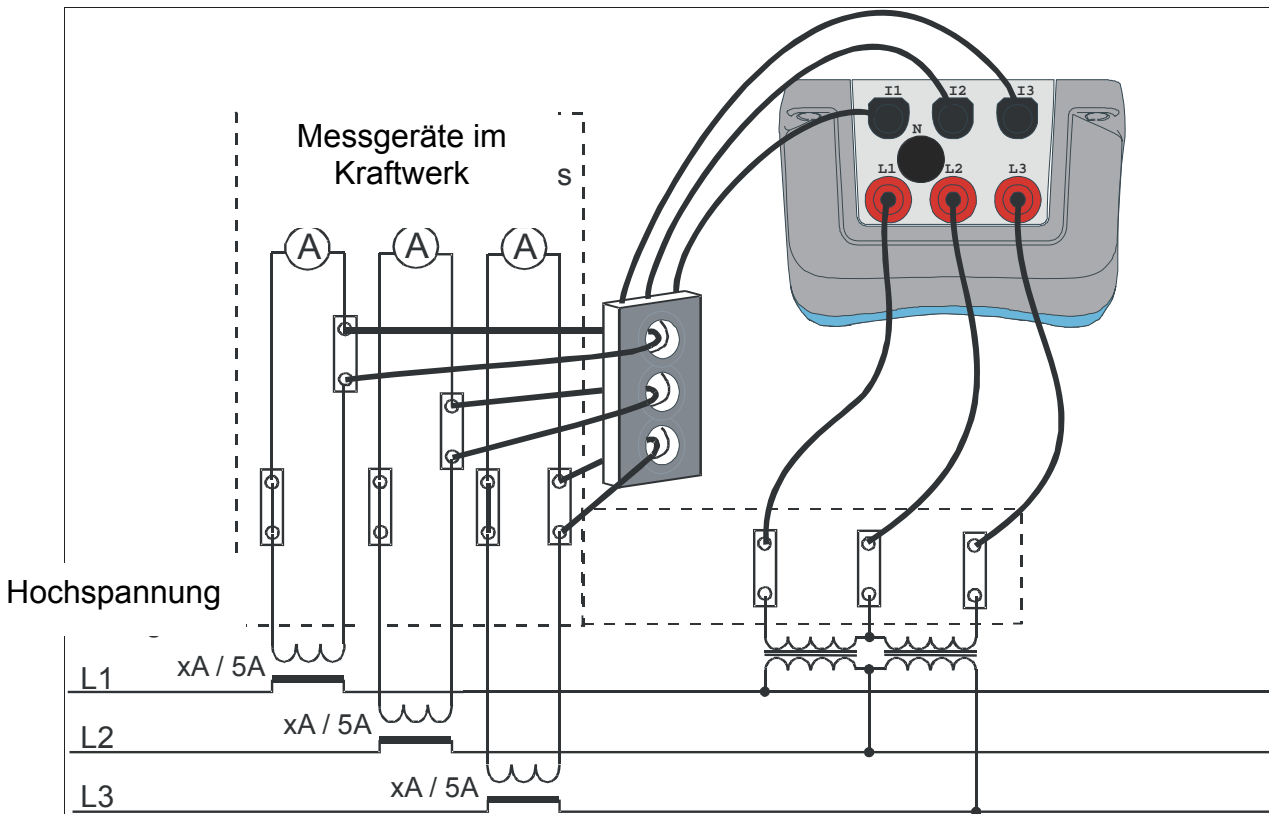 I1 I2 I3
N
L1 L2 L3
Messgeräte im
Kraftwerk
s
A A A
Hochspannung
xA / 5A
L1
xA / 5A
L2
xA / 5A
L3